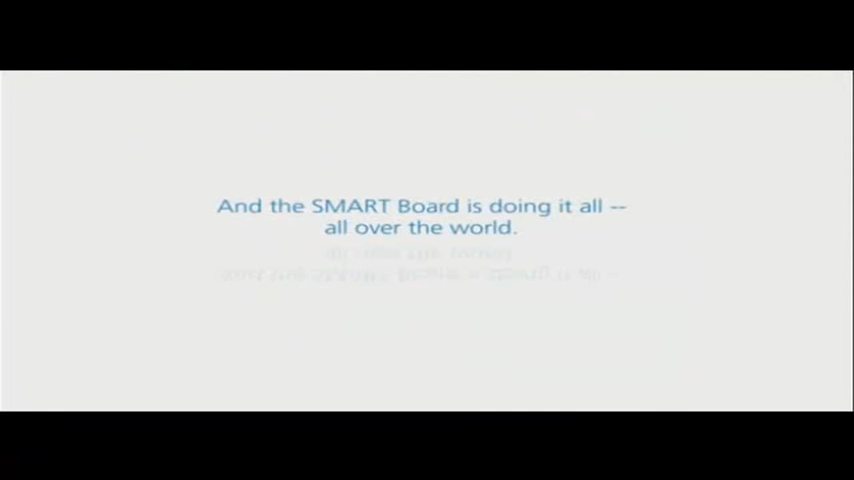 And the SMART Board is doing it all --
all over the world.